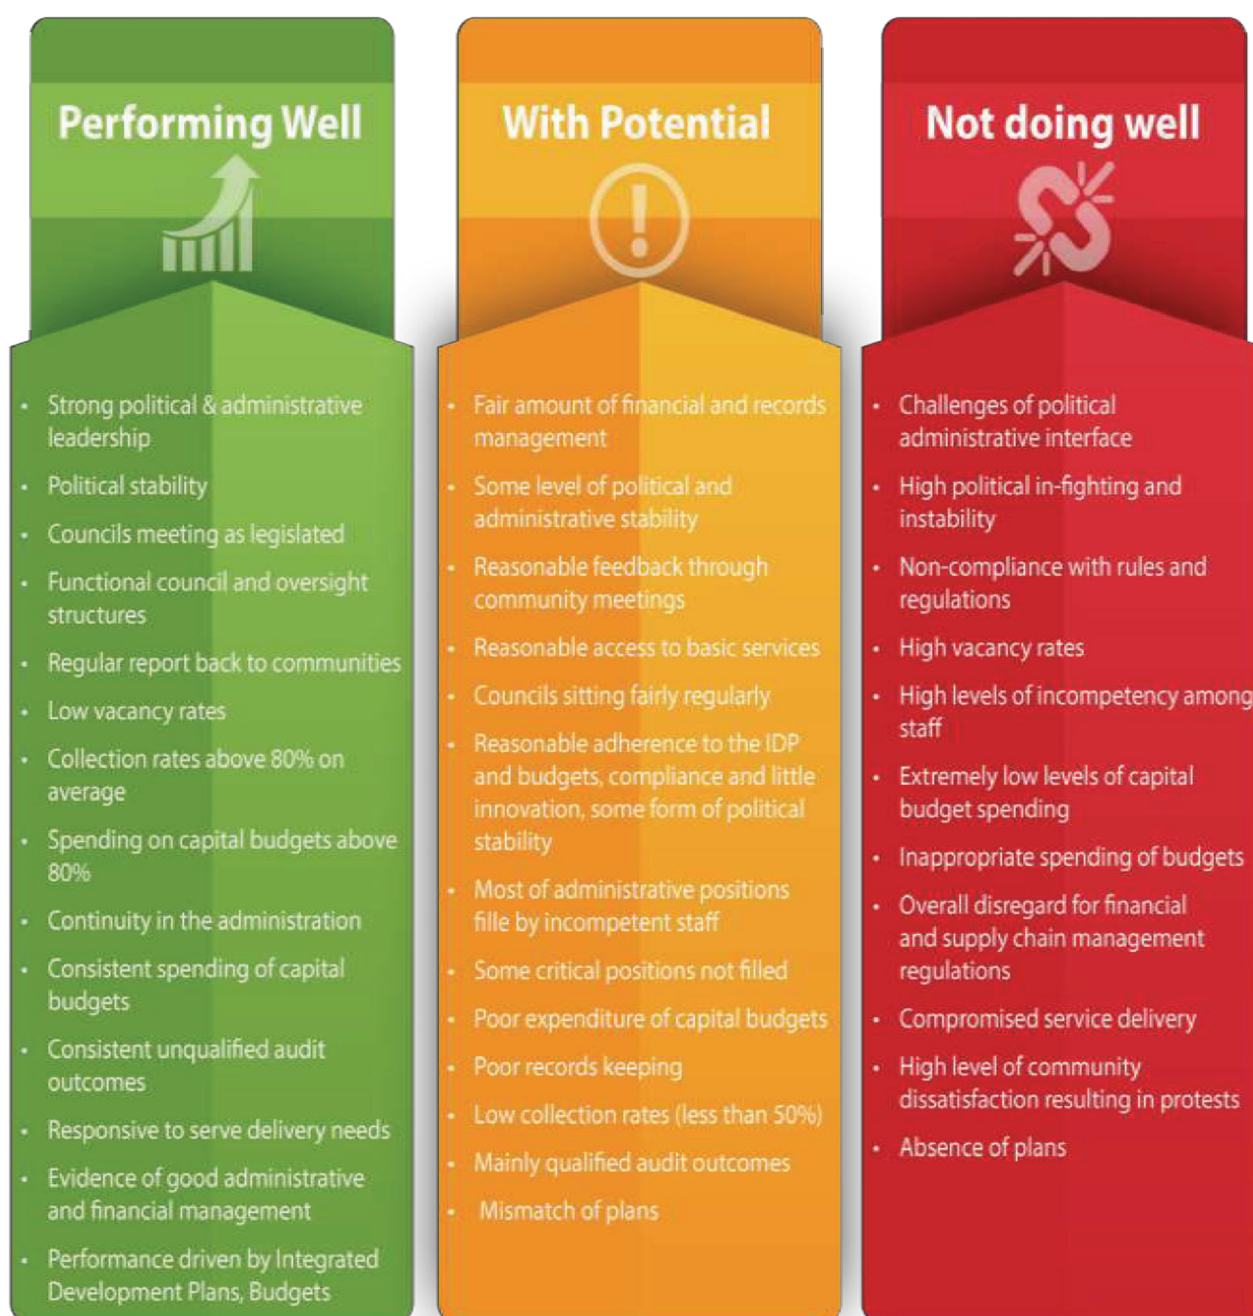 Performing Well
• Strong political & administrative
leadership
• Political stability
• Councils meeting as legislated
• Functional council and oversight
structures
• Regular report back to communities
• Low vacancy rates
• Collection rates above 80% on
average
• Spending on capital budgets above
80%
• Continuity in the administration
• Consistent spending of capital
budgets
• Consistent unqualified audit
outcomes
• Responsive to serve delivery needs
• Evidence of good administrative
and financial management
• Performance driven by Integrated
Development Plans, Budgets
With Potential
• Fair amount of financial and records
management
• Some level of political and
administrative stability
• Reasonable feedback through
community meetings
• Reasonable access to basic services
• Councils sitting fairly regularly
• Reasonable adherence to the IDP
and budgets, compliance and little
innovation, some form of political
stability
• Most of administrative positions
fille by incompetent staff
• Some critical positions not filled
• Poor expenditure of capital budgets
• Poor records keeping
• Low collection rates (less than 50%)
• Mainly qualified audit outcomes
• Mismatch of plans
Not doing well
• Challenges of political
administrative interface
• High political in-fighting and
instability
• Non-compliance with rules and
regulations
• High vacancy rates
• High levels of incompetency among
staff
• Extremely low levels of capital
budget spending
• Inappropriate spending of budgets
• Overall disregard for financial
and supply chain management
regulations
• Compromised service delivery
• High level of community
dissatisfaction resulting in protests
• Absence of plans